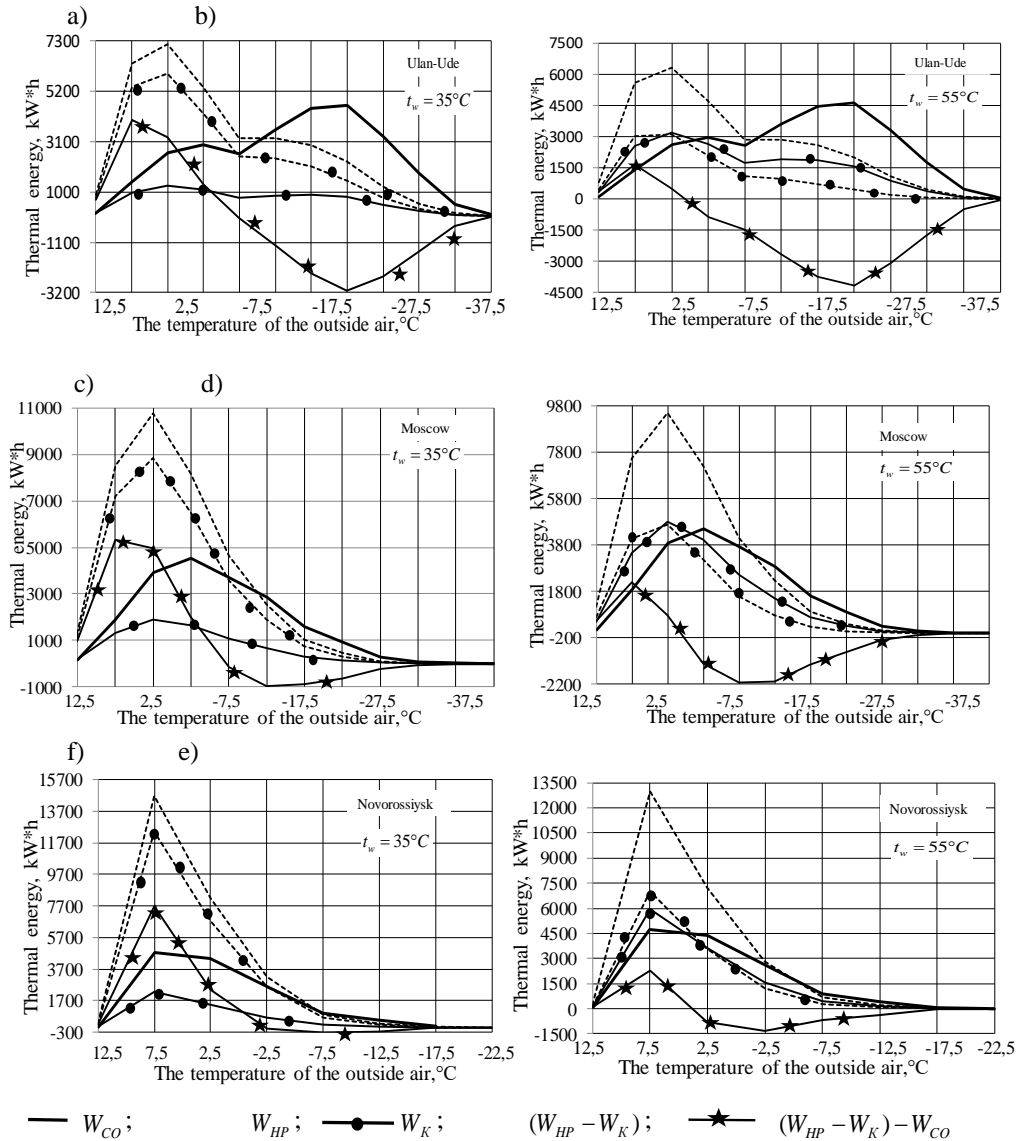 a) b)
7300
5200
3100
1000
-1100
-3200
Thermal energy, kW*h
Ulan-Ude
t_w = 35°C
12,5 2,5 -7,5 -17,5 -27,5 -37,5
The temperature of the outside air,°C
7500
6000
4500
3000
1500
0
-1500
-3000
-4500
Thermal energy, kW*h
Ulan-Ude
t_w = 55°C
12,5 2,5 -7,5 -17,5 -27,5 -37,5
The temperature of the outside air,°C
c) d)
11000
9000
7000
5000
3000
1000
-1000
Thermal energy, kW*h
Moscow
t_w = 35°C
12,5 2,5 -7,5 -17,5 -27,5 -37,5
The temperature of the outside air,°C
9800
7800
5800
3800
1800
-200
-2200
Thermal energy, kW*h
Moscow
t_w = 55°C
12,5 2,5 -7,5 -17,5 -27,5 -37,5
The temperature of the outside air,°C
f) e)
15700
13700
11700
9700
7700
5700
3700
1700
-300
Thermal energy, kW*h
Novorossiysk
t_w = 35°C
12,5 7,5 2,5 -2,5 -7,5 -12,5 -17,5 -22,5
The temperature of the outside air,°C
13500
12000
10500
9000
7500
6000
4500
3000
1500
0
-1500
Thermal energy, kW*h
Novorossiysk
t_w = 55°C
12,5 7,5 2,5 -2,5 -7,5 -12,5 -17,5 -22,5
The temperature of the outside air,°C
W_CO ; W_HP ; W_K ; (W_HP − W_K) ; (W_HP − W_K) − W_CO